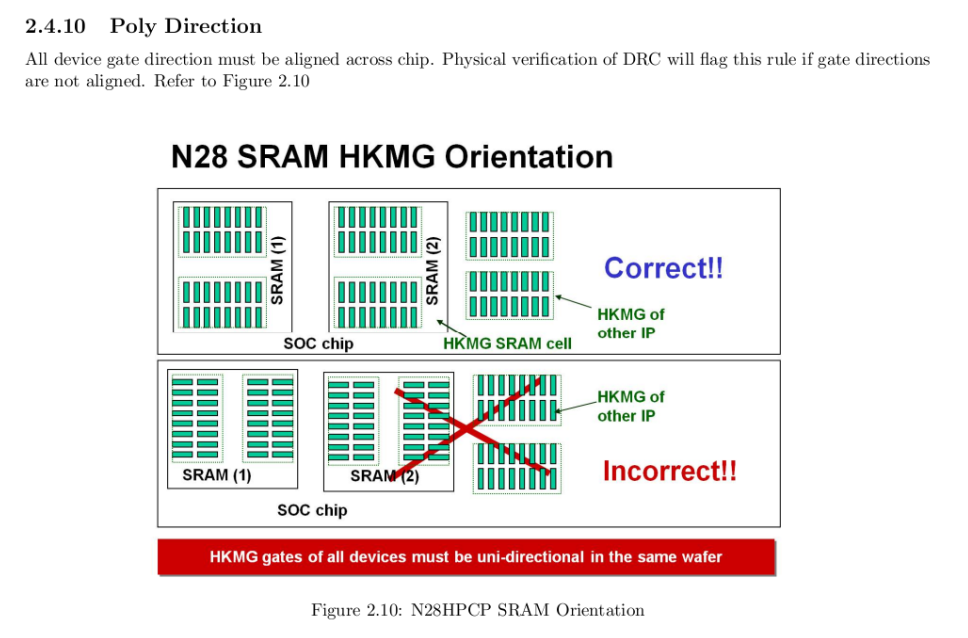 2.4.10 Poly Direction
All device gate direction must be aligned across chip. Physical verification of DRC will flag this rule if gate directions
are not aligned. Refer to Figure 2.10
N28 SRAM HKMG Orientation
SRAM (1)
SRAM (2)
Correct!!
HKMG of
other IP
SOC chip
HKMG SRAM cell
HKMG of
other IP
SRAM (1)
SRAM (2)
Incorrect!!
SOC chip
HKMG gates of all devices must be uni-directional in the same wafer
Figure 2.10: N28HPCP SRAM Orientation